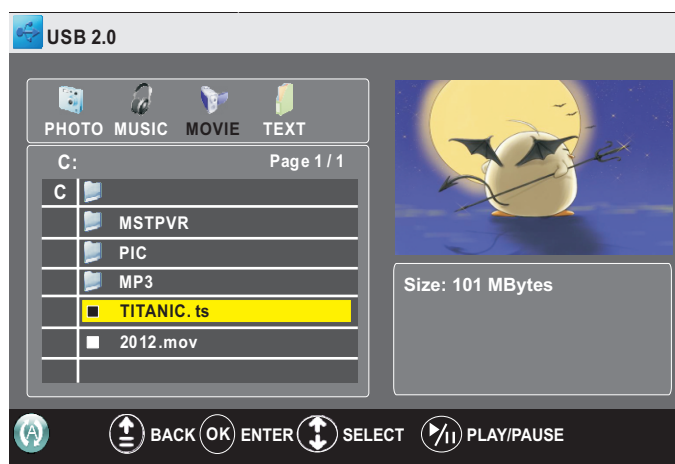 USB 2.0
PHOTO MUSIC MOVIE TEXT
C: Page 1 / 1
C
MSTPVR
PIC
MP3
TITANIC. ts
2012.mov
Size: 101 MBytes
A BACK OK ENTER SELECT PLAY/PAUSE